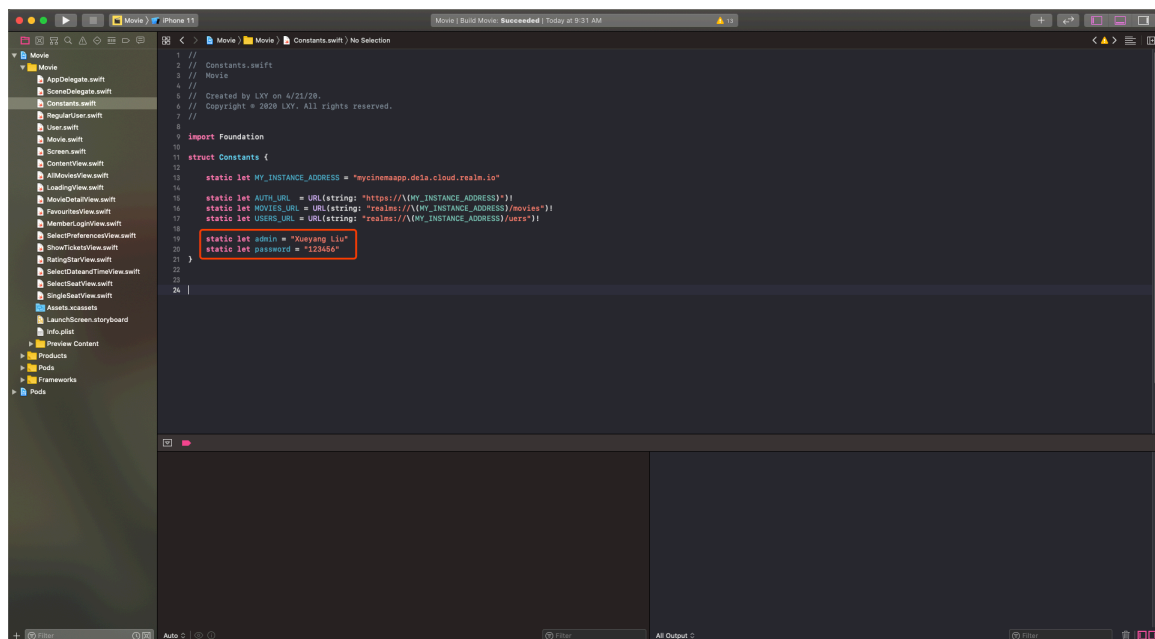 Movie
iPhone 11
Movie | Build Movie: Succeeded | Today at 9:31 AM
13
Movie
Movie
AppDelegate.swift
SceneDelegate.swift
Constants.swift
RegularUser.swift
User.swift
Movie.swift
Screen.swift
ContentView.swift
AllMoviesView.swift
LoadingView.swift
MovieDetailView.swift
FavouritesView.swift
MemberLoginView.swift
SelectPreferencesView.swift
ShowTicketsView.swift
RatingStarView.swift
SelectDateandTimeView.swift
SelectSeatView.swift
SingleSeatView.swift
Assets.xcassets
LaunchScreen.storyboard
Info.plist
Preview Content
Products
Pods
Frameworks
Pods
Filter
Movie Movie Constants.swift No Selection
1 //
2 // Constants.swift
3 // Movie
4 //
5 // Created by LXY on 4/21/20.
6 // Copyright © 2020 LXY. All rights reserved.
7 //
8
9 import Foundation
10
11 struct Constants {
12
13 static let MY_INSTANCE_ADDRESS = "mycinemaapp.de1a.cloud.realm.io"
14
15 static let AUTH_URL  = URL(string: "https://\(MY_INSTANCE_ADDRESS)")!
16 static let MOVIES_URL = URL(string: "realms://\(MY_INSTANCE_ADDRESS)/movies")!
17 static let USERS_URL = URL(string: "realms://\(MY_INSTANCE_ADDRESS)/uers")!
18
19 static let admin = "Xueyang Liu"
20 static let password = "123456"
21 }
22
23
24
Auto
Filter
All Output
Filter